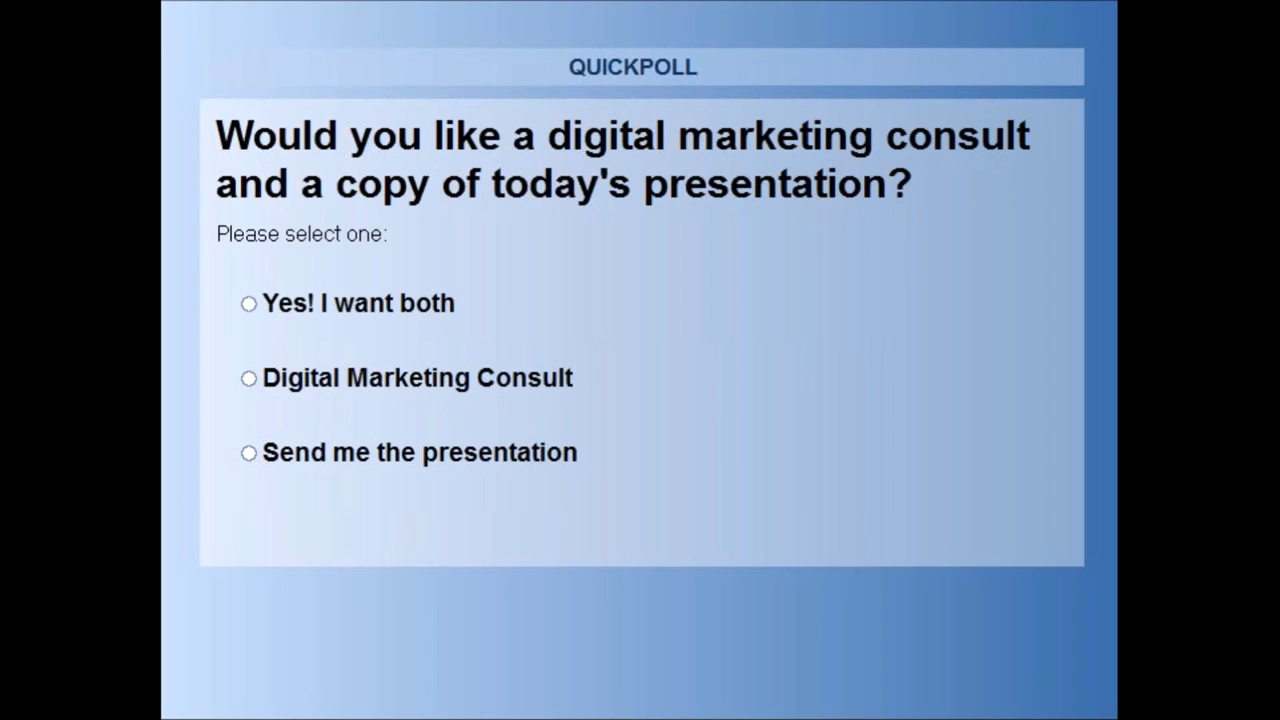 QUICKPOLL
Would you like a digital marketing consult
and a copy of today's presentation?
Please select one:
Yes! I want both
Digital Marketing Consult
Send me the presentation